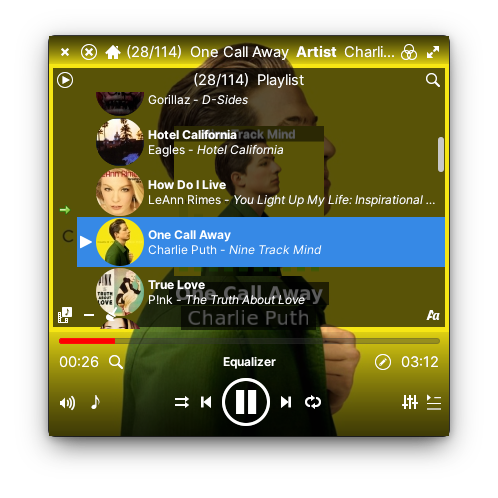 (28/114) One Call Away Artist Charli...
(28/114) Playlist
Gorillaz - D-Sides
Hotel California
Track Mind
Eagles - Hotel California
How Do I Live
LeAnn Rimes - You Light Up My Life: Inspirational ...
One Call Away
Charlie Puth - Nine Track Mind
True Love
P!nk - The Truth About Love
One Call Away
Charlie Puth
Aa
00:26
Equalizer
03:12